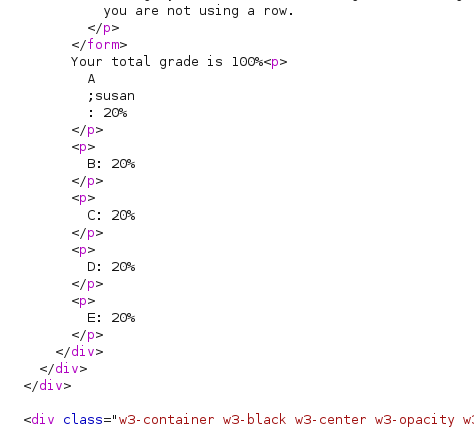 you are not using a row.
</p>
</form>
Your total grade is 100%<p>
A
;susan
: 20%
</p>
<p>
B: 20%
</p>
<p>
C: 20%
</p>
<p>
D: 20%
</p>
<p>
E: 20%
</p>
</div>
</div>
</div>
<div class="w3-container w3-black w3-center w3-opacity w3